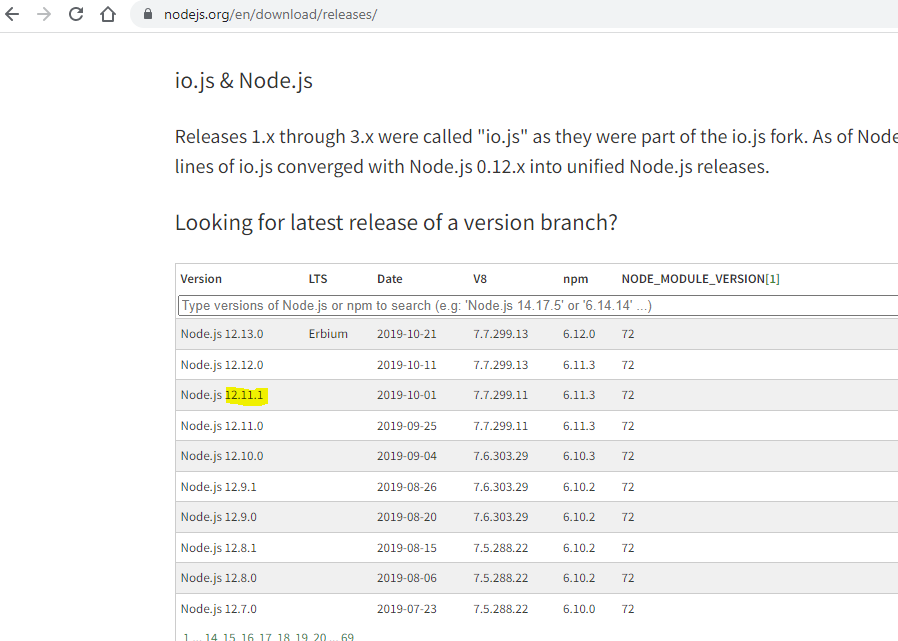 nodejs.org/en/download/releases/
io.js & Node.js
Releases 1.x through 3.x were called "io.js" as they were part of the io.js fork. As of Node
lines of io.js converged with Node.js 0.12.x into unified Node.js releases.
Looking for latest release of a version branch?
Version LTS Date V8 npm NODE_MODULE_VERSION[1]
Type versions of Node.js or npm to search (e.g: 'Node.js 14.17.5' or '6.14.14' ...)
Node.js 12.13.0 Erbium 2019-10-21 7.7.299.13 6.12.0 72
Node.js 12.12.0 2019-10-11 7.7.299.13 6.11.3 72
Node.js 12.11.1 2019-10-01 7.7.299.11 6.11.3 72
Node.js 12.11.0 2019-09-25 7.7.299.11 6.11.3 72
Node.js 12.10.0 2019-09-04 7.6.303.29 6.10.3 72
Node.js 12.9.1 2019-08-26 7.6.303.29 6.10.2 72
Node.js 12.9.0 2019-08-20 7.6.303.29 6.10.2 72
Node.js 12.8.1 2019-08-15 7.5.288.22 6.10.2 72
Node.js 12.8.0 2019-08-06 7.5.288.22 6.10.2 72
Node.js 12.7.0 2019-07-23 7.5.288.22 6.10.0 72
1 ... 14 15 16 17 18 19 20 ... 69